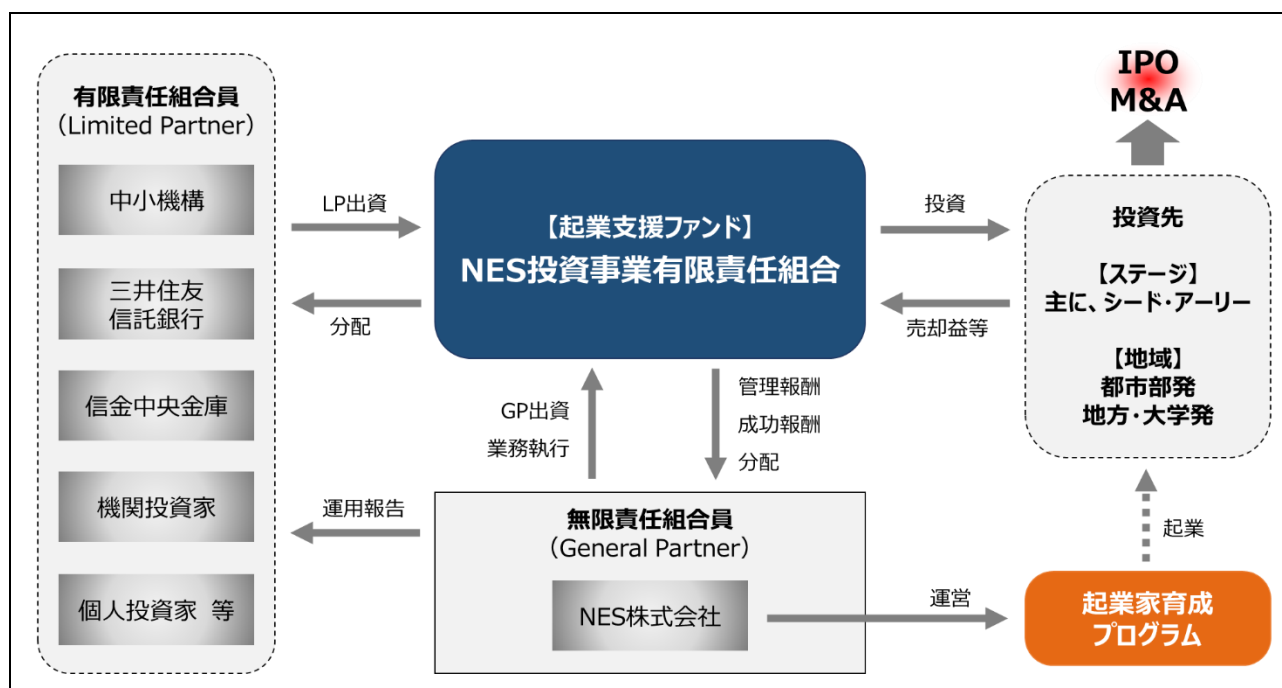 有限責任組合員
(Limited Partner)
中小機構
三井住友
信託銀行
信金中央金庫
機関投資家
個人投資家 等
LP出資
分配
運用報告
【起業支援ファンド】
NES投資事業有限責任組合
GP出資
業務執行
管理報酬
成功報酬
分配
無限責任組合員
(General Partner)
NES株式会社
投資
売却益等
運営
IPO
M&A
投資先
【ステージ】
主に、シード・アーリー
【地域】
都市部発
地方・大学発
起業
起業家育成
プログラム